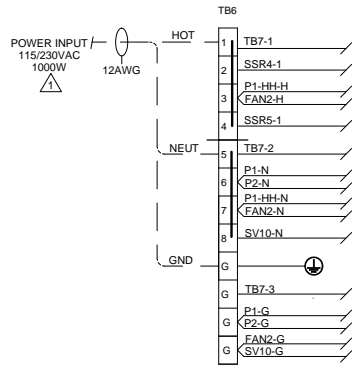 TB6
POWER INPUT
115/230VAC
1000W
1
12AWG
HOT
NEUT
GND
1 TB7-1
2 SSR4-1
P1-HH-H
3 FAN2-H
4 SSR5-1
5 TB7-2
P1-N
6 P2-N
P1-HH-N
7 FAN2-N
8 SV10-N
G
G TB7-3
P1-G
G P2-G
FAN2-G
G SV10-G